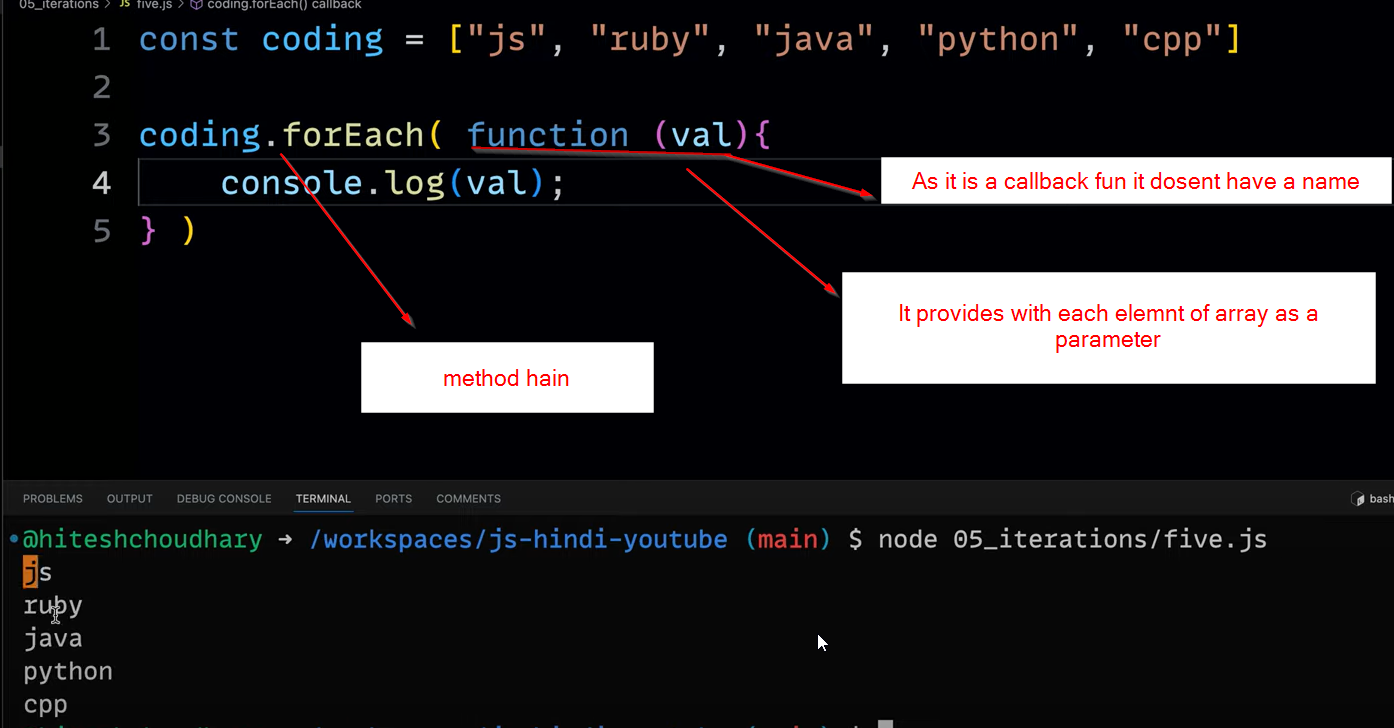 05_iterations > JS five.js > coding.forEach() callback
1 const coding = ["js", "ruby", "java", "python", "cpp"]
2
3 coding.forEach( function (val){
As it is a callback fun it dosent have a name
4 console.log(val);
5 } )
It provides with each elemnt of array as a
parameter
method hain
PROBLEMS OUTPUT DEBUG CONSOLE TERMINAL PORTS COMMENTS bash
@hiteshchoudhary → /workspaces/js-hindi-youtube (main) $ node 05_iterations/five.js
js
ruby
java
python
cpp